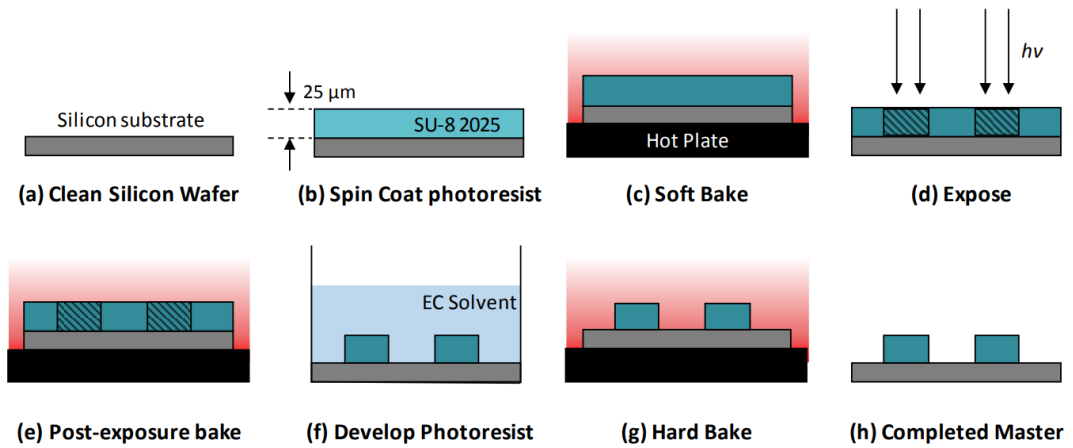 25 μm
Silicon substrate
SU-8 2025
Hot Plate
hv
(a) Clean Silicon Wafer
(b) Spin Coat photoresist
(c) Soft Bake
(d) Expose
EC Solvent
(e) Post-exposure bake
(f) Develop Photoresist
(g) Hard Bake
(h) Completed Master